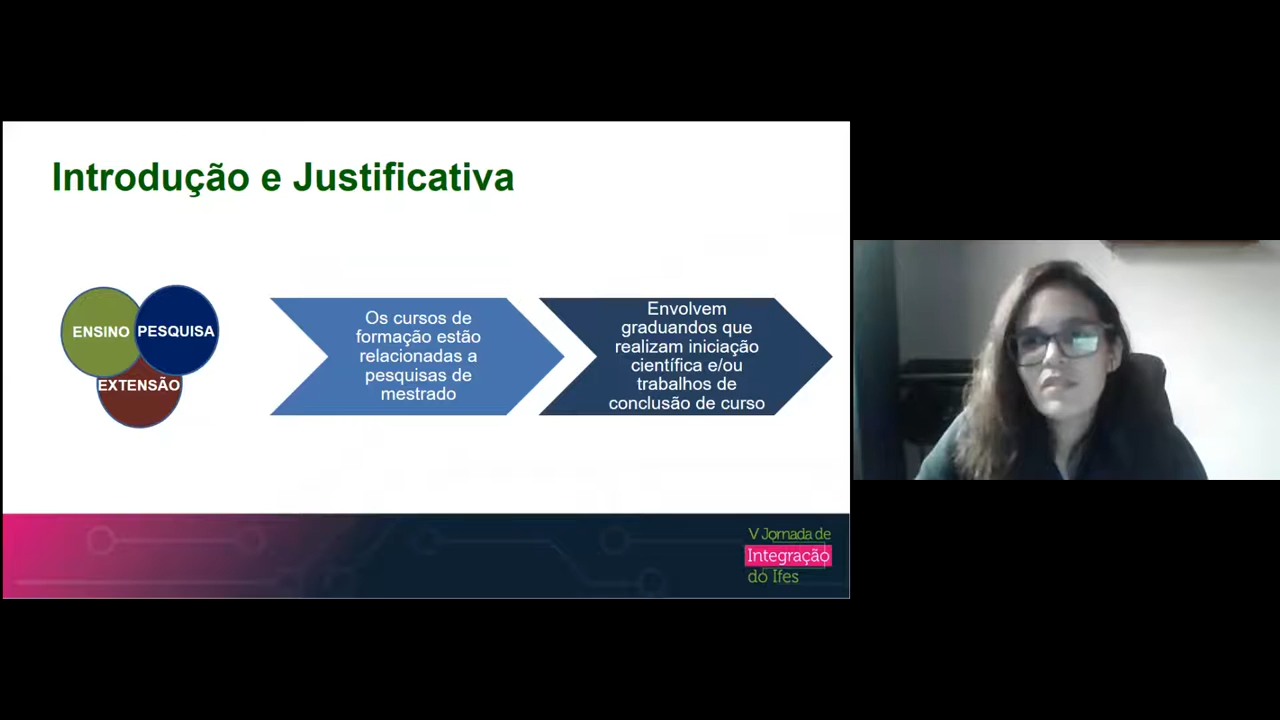 Introdução e Justificativa
ENSINO
PESQUISA
EXTENSÃO
Os cursos de
formação estão
relacionadas a
pesquisas de
mestrado
Envolvem
graduandos que
realizam iniciação
científica e/ou
trabalhos de
conclusão de curso
V Jornada de
Integração
do Ifes